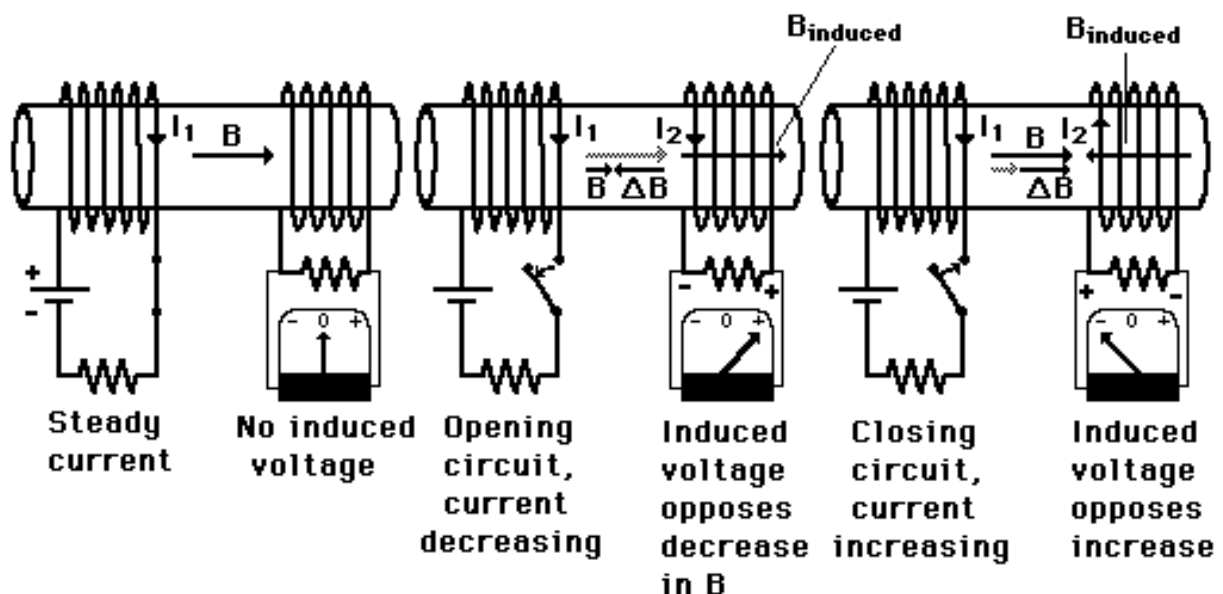 B induced
B induced
I1
B
I1
I2
B ΔB
I1
B
I2
ΔB
+
-
- 0 +
- +
- 0 +
+ -
- 0 +
Steady
current
No induced
voltage
Opening
circuit,
current
decreasing
Induced
voltage
opposes
decrease
in B
Closing
circuit,
current
increasing
Induced
voltage
opposes
increase